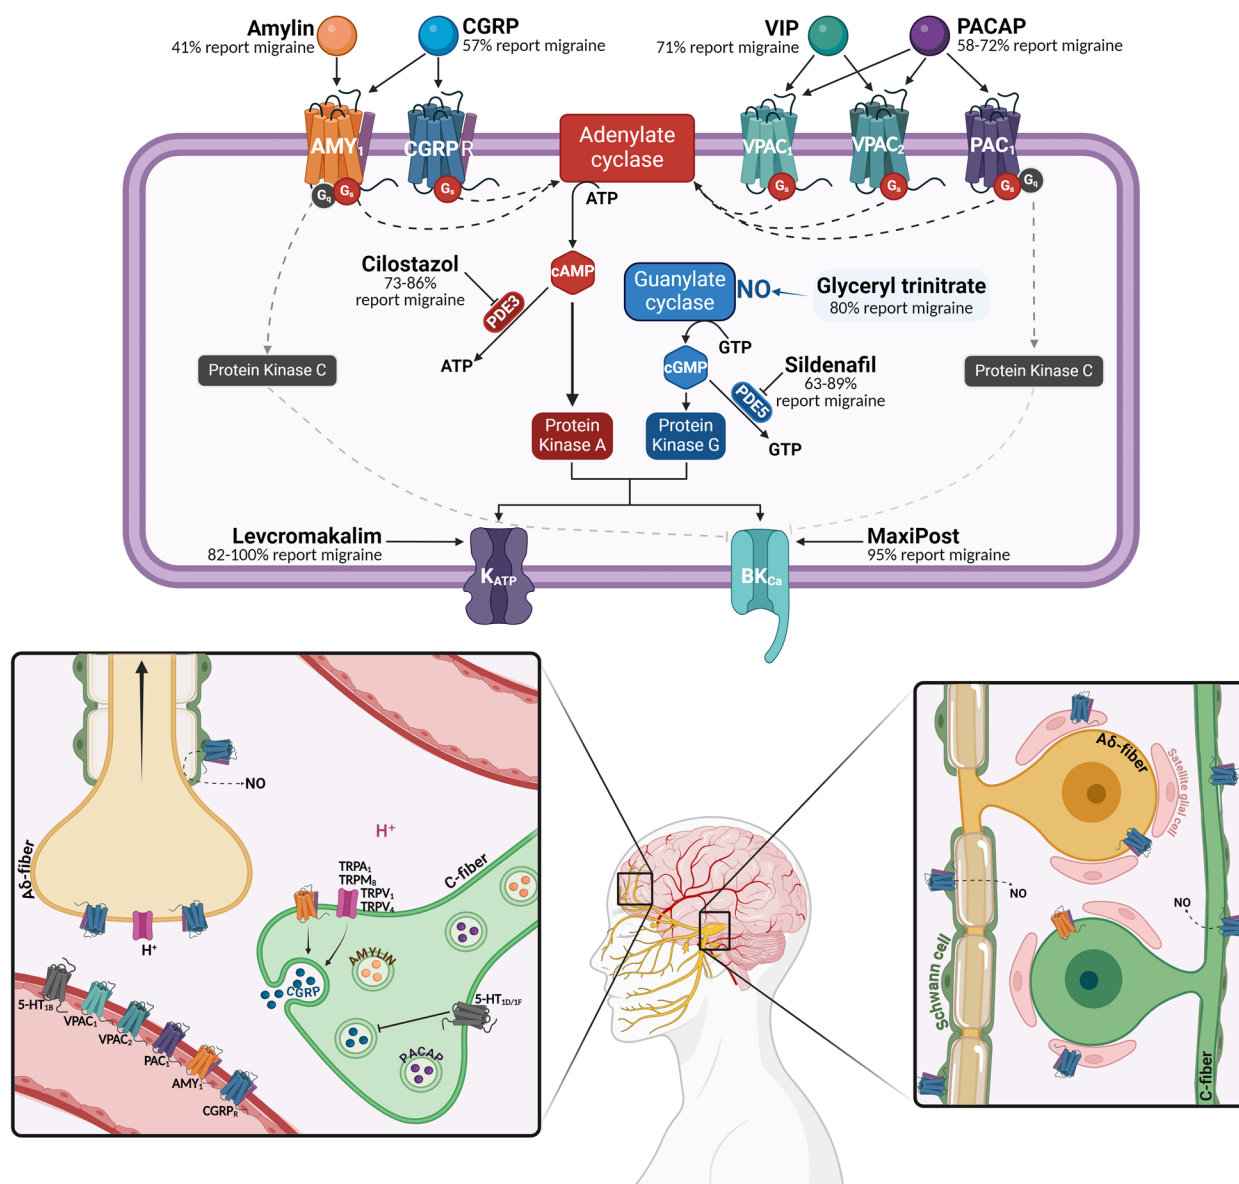 Amylin
41% report migraine
CGRP
57% report migraine
VIP
71% report migraine
PACAP
58-72% report migraine
AMY1
CGRPR
Adenylate
cyclase
VPAC1
VPAC2
PAC1
Gq
Gs
Gs
Gs
Gs
Gs
Gq
ATP
Cilostazol
73-86%
report migraine
cAMP
PDE3
ATP
Guanylate
cyclase
NO
Glyceryl trinitrate
80% report migraine
GTP
cGMP
Sildenafil
63-89%
report migraine
PDE5
GTP
Protein Kinase C
Protein Kinase C
Protein
Kinase A
Protein
Kinase G
Levcromakalim
82-100% report migraine
MaxiPost
95% report migraine
KATP
BKCa
NO
Aδ-fiber
H+
H+
TRPA1
TRPM8
TRPV1
TRPV4
C-fiber
AMYLIN
CGRP
5-HT1D/1F
PACAP
5-HT1B
VPAC1
VPAC2
PAC1
AMY1
CGRPR
Aδ-fiber
Satellite glial cell
NO
NO
Schwann cell
C-fiber